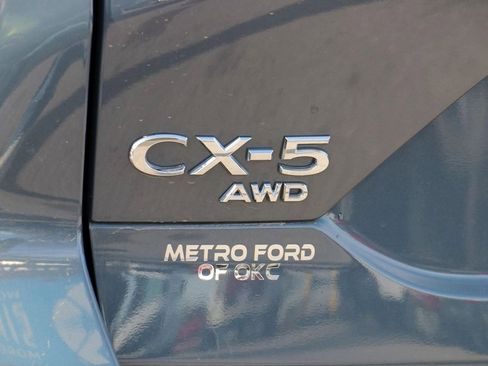 CX-5
AWD
METRO FORD
OF OKC